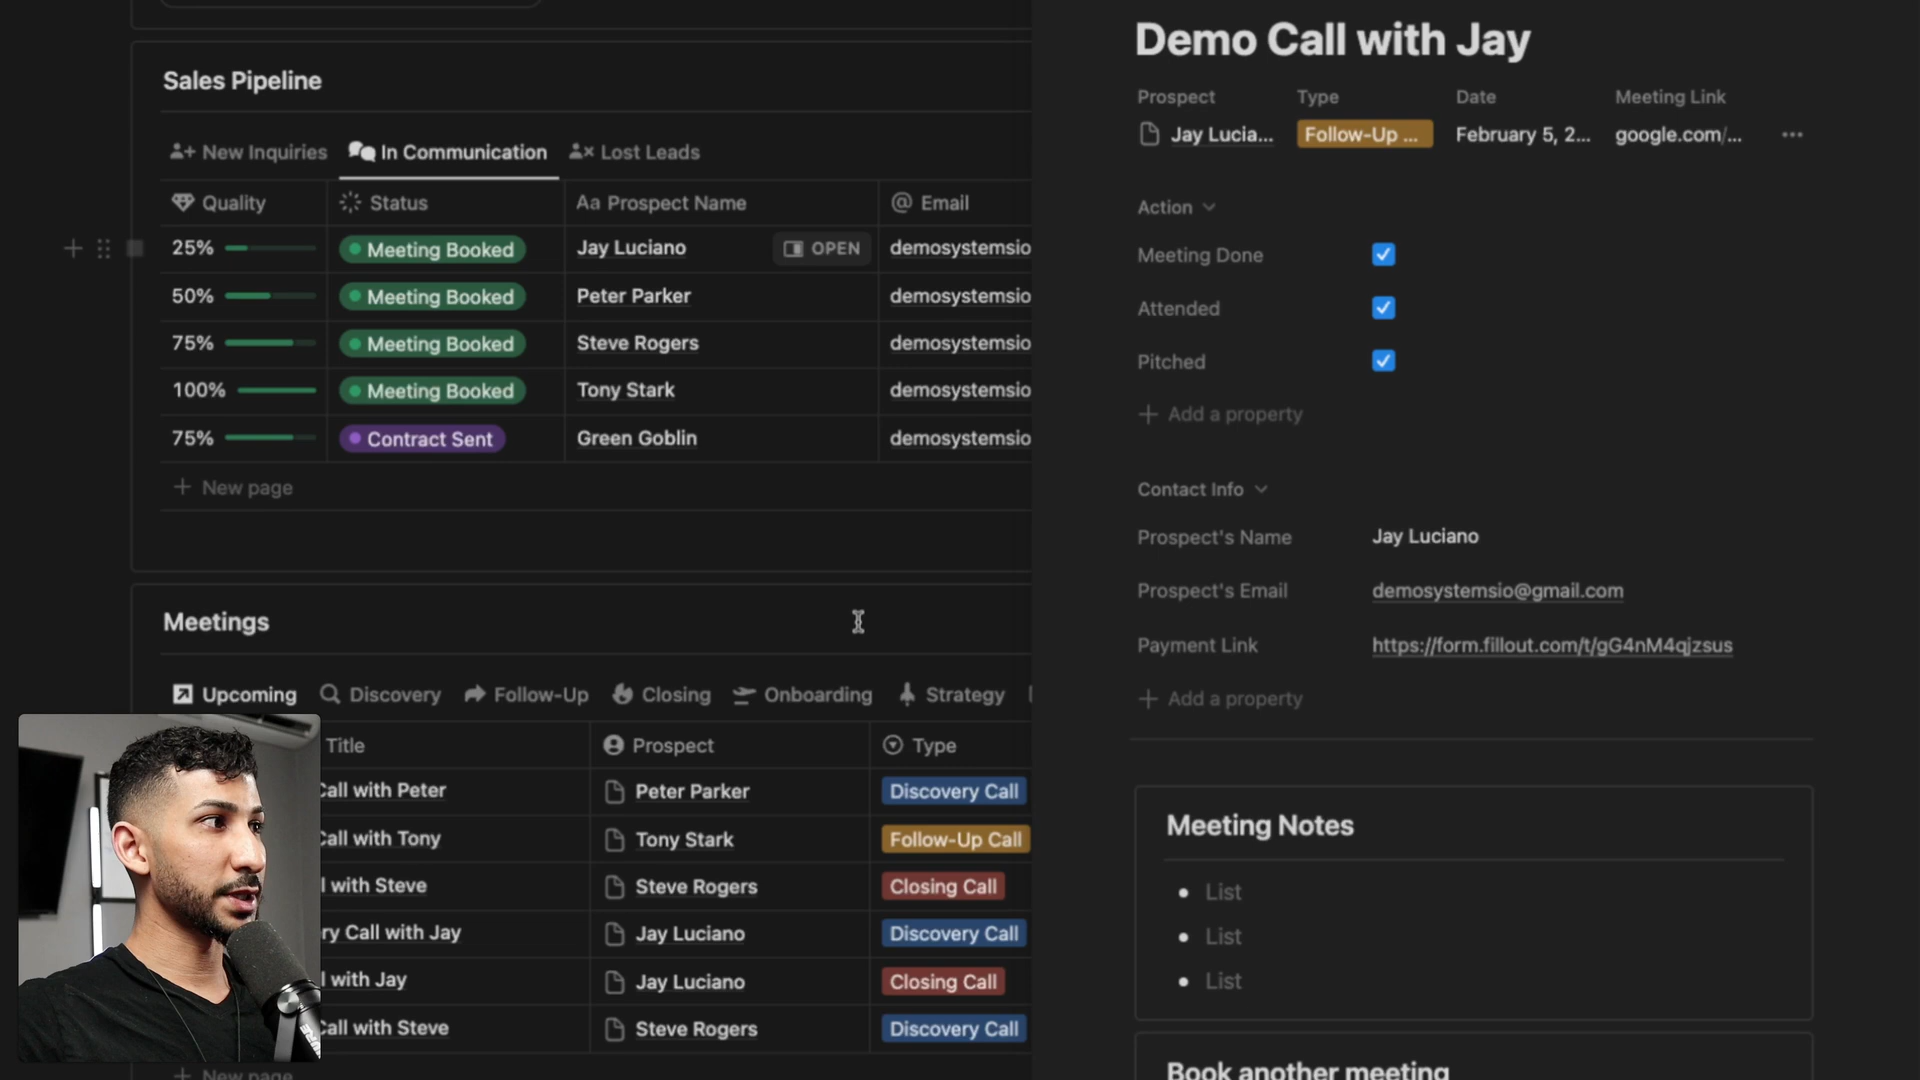 Sales Pipeline
New Inquiries In Communication Lost Leads
Quality Status Aa Prospect Name @ Email
25% Meeting Booked Jay Luciano OPEN demosystemsio
50% Meeting Booked Peter Parker demosystemsio
75% Meeting Booked Steve Rogers demosystemsio
100% Meeting Booked Tony Stark demosystemsio
75% Contract Sent Green Goblin demosystemsio
+ New page
Meetings
Upcoming Discovery Follow-Up Closing Onboarding Strategy
Title Prospect Type
Call with Peter Peter Parker Discovery Call
Call with Tony Tony Stark Follow-Up Call
l with Steve Steve Rogers Closing Call
ry Call with Jay Jay Luciano Discovery Call
l with Jay Jay Luciano Closing Call
Call with Steve Steve Rogers Discovery Call
+ New page
Demo Call with Jay
Prospect Type Date Meeting Link
Jay Lucia... Follow-Up ... February 5, 2... google.com/... •••
Action
Meeting Done
Attended
Pitched
+ Add a property
Contact Info
Prospect's Name Jay Luciano
Prospect's Email demosystemsio@gmail.com
Payment Link https://form.fillout.com/t/gG4nM4qjzsus
+ Add a property
Meeting Notes
• List
• List
• List
Book another meeting